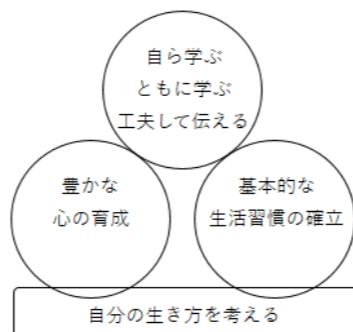 自ら学ぶ
ともに学ぶ
工夫して伝える
豊かな
心の育成
基本的な
生活習慣の確立
自分の生き方を考える